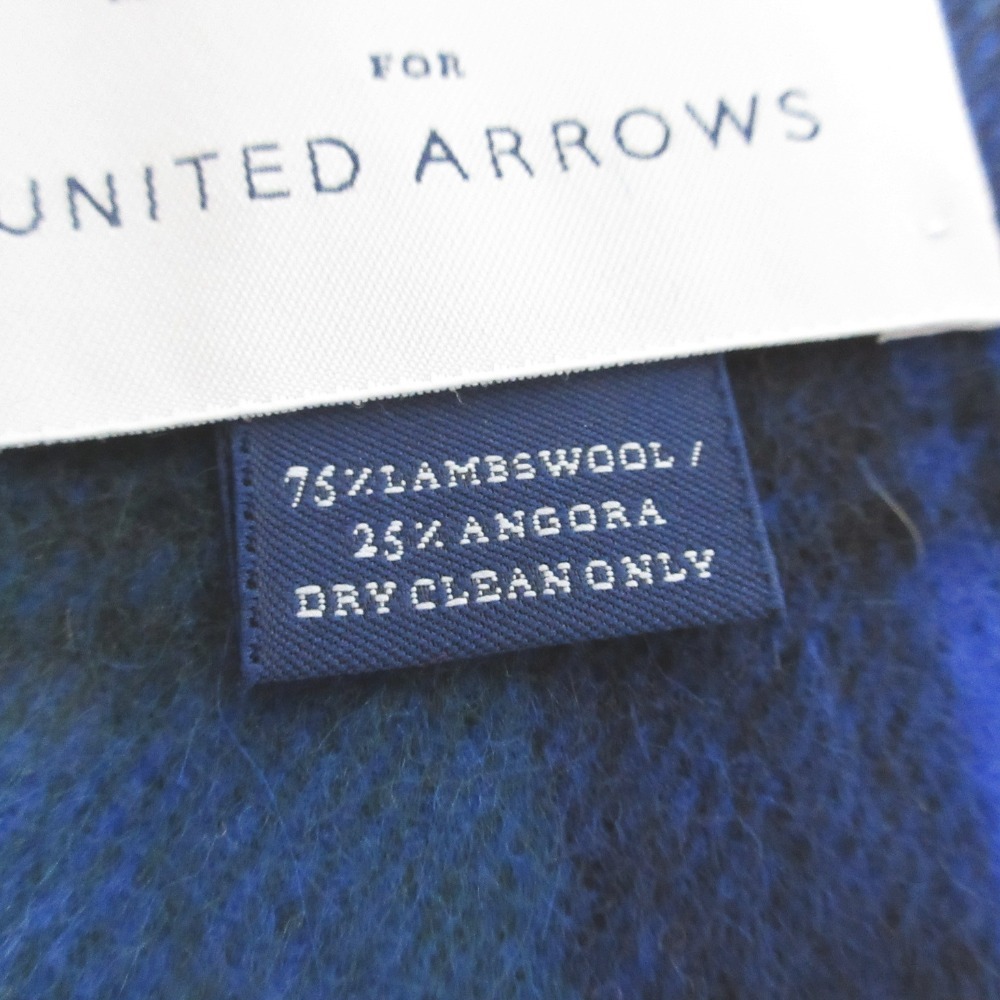 FOR
UNITED ARROWS
75%LAMBSWOOL /
25% ANGORA
DRY CLEAN ONLY